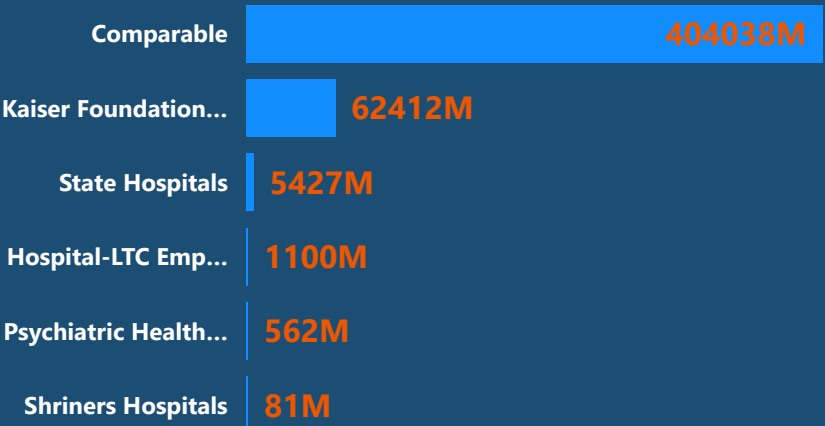 Comparable 404038M
Kaiser Foundation... 62412M
State Hospitals 5427M
Hospital-LTC Emp... 1100M
Psychiatric Health... 562M
Shriners Hospitals 81M